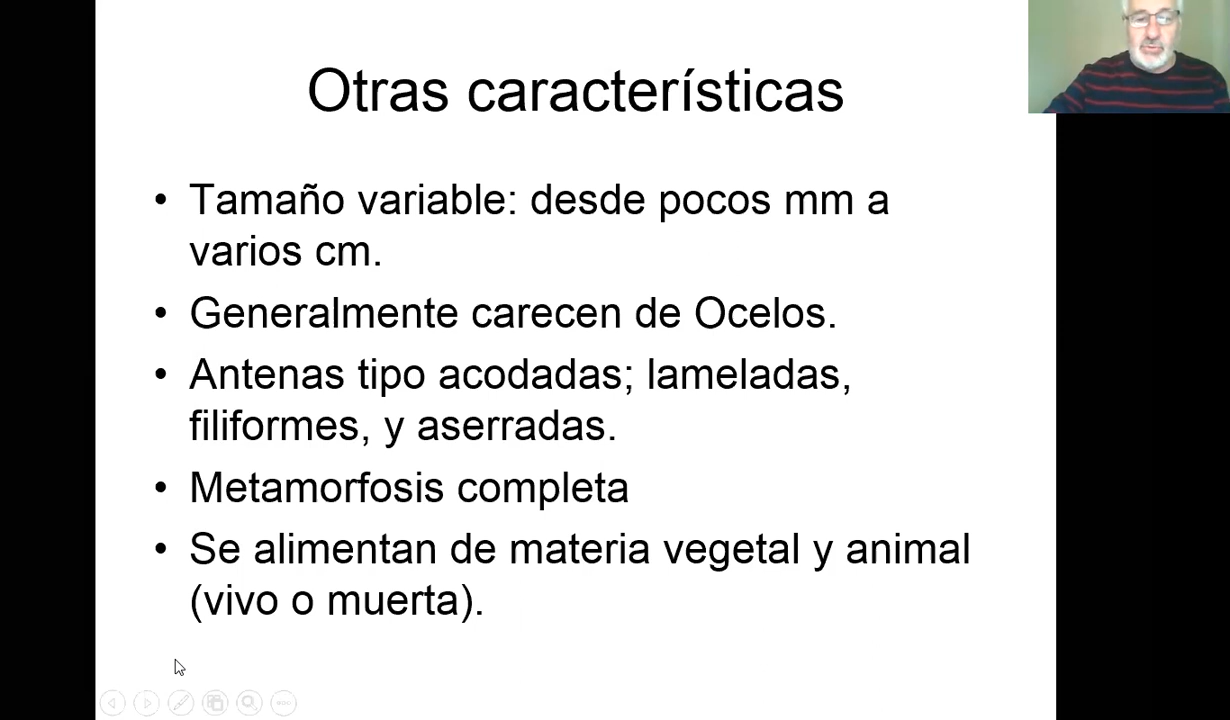 Otras características
• Tamaño variable: desde pocos mm a
varios cm.
• Generalmente carecen de Ocelos.
• Antenas tipo acodadas; lameladas,
filiformes, y aserradas.
• Metamorfosis completa
• Se alimentan de materia vegetal y animal
(vivo o muerta).